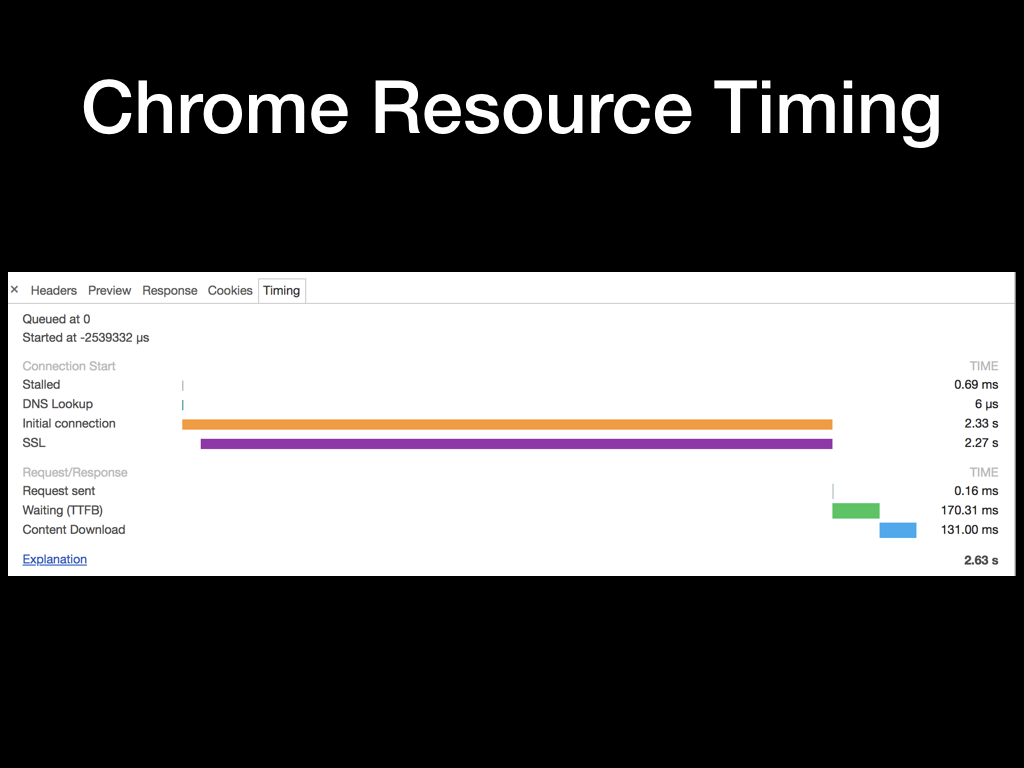 Chrome Resource Timing
× Headers Preview Response Cookies Timing
Queued at 0
Started at -2539332 μs
Connection Start TIME
Stalled 0.69 ms
DNS Lookup 6 μs
Initial connection 2.33 s
SSL 2.27 s
Request/Response TIME
Request sent 0.16 ms
Waiting (TTFB) 170.31 ms
Content Download 131.00 ms
Explanation 2.63 s